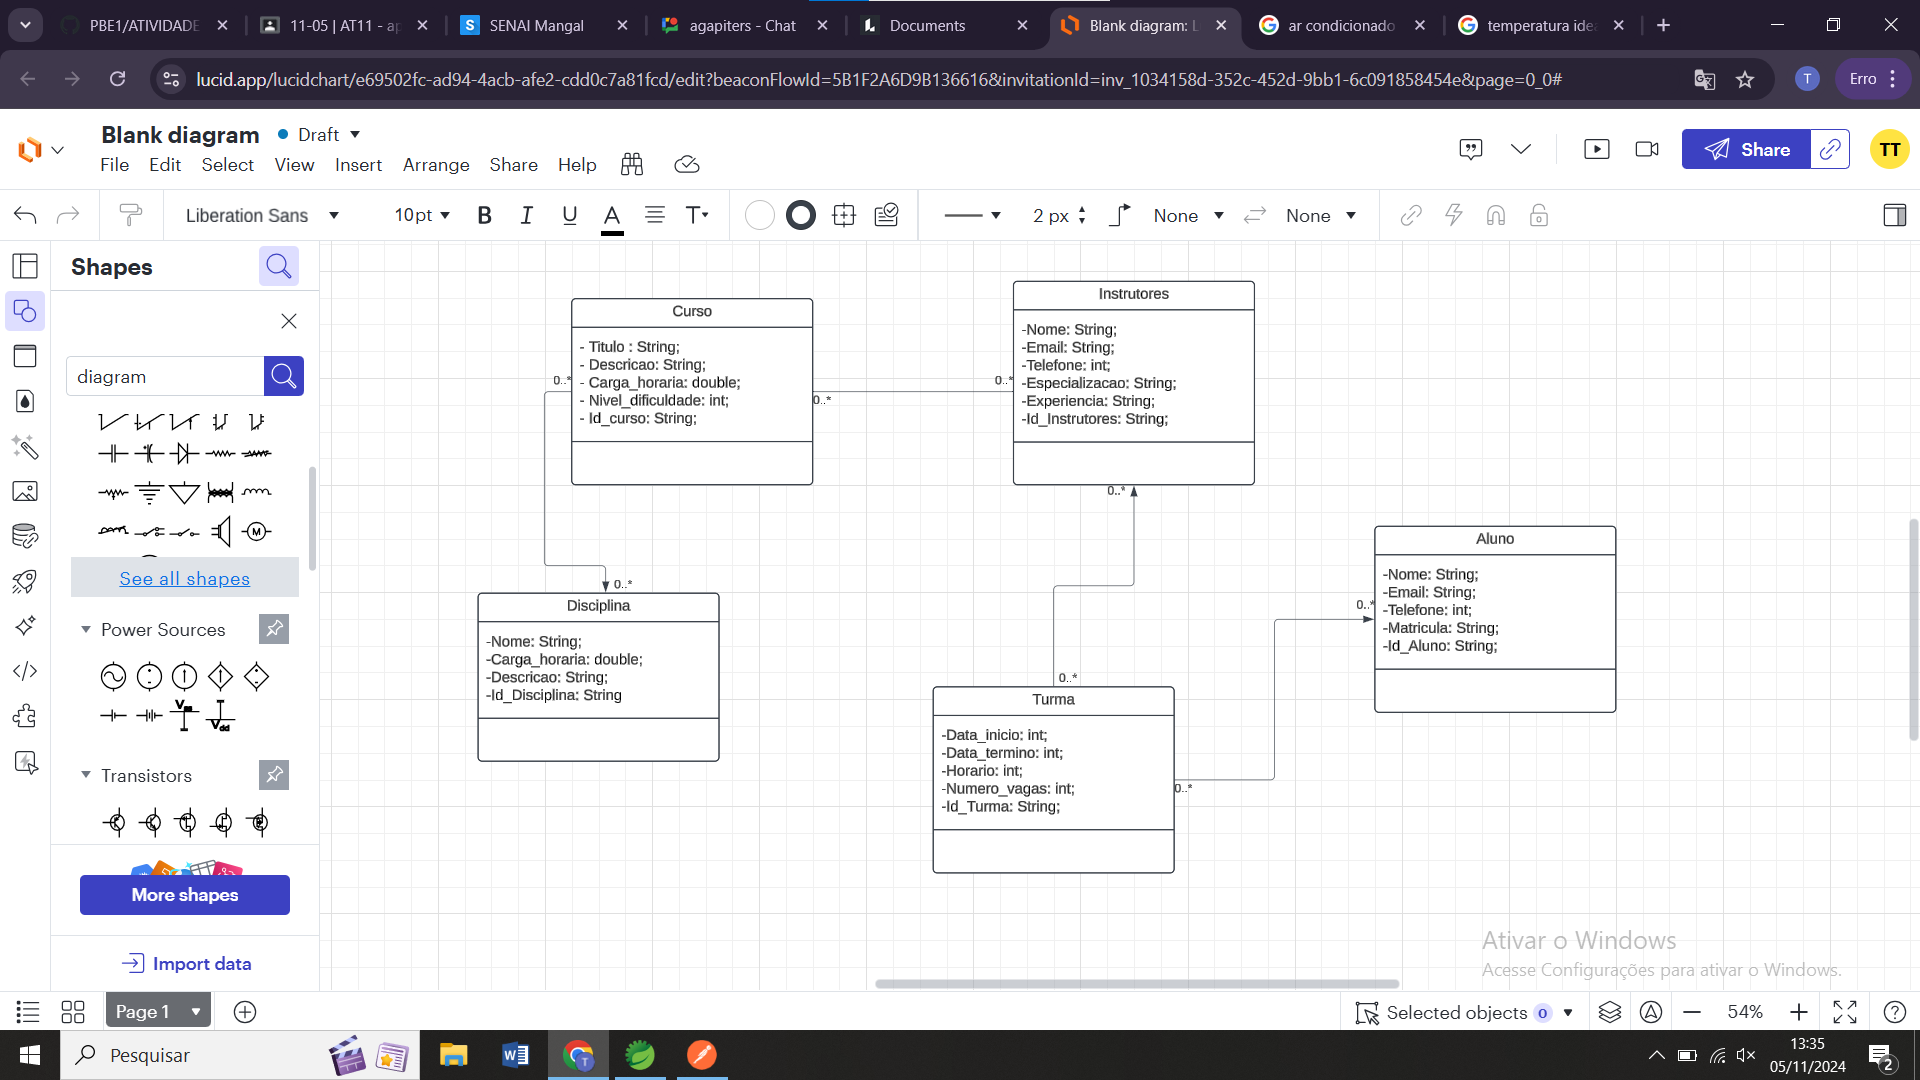 PBE1/ATIVIDADE
11-05 | AT11 - ap
SENAI Mangal
agapiters - Chat
Documents
Blank diagram: L
ar condicionado
temperatura idea
lucid.app/lucidchart/e69502fc-ad94-4acb-afe2-cdd0c7a81fcd/edit?beaconFlowId=5B1F2A6D9B136616&invitationId=inv_1034158d-352c-452d-9bb1-6c091858454e&page=0_0#
T
Erro
Blank diagram
Draft
File Edit Select View Insert Arrange Share Help
Share
TT
Liberation Sans
10pt
B I U A T
2 px
None
None
Shapes
diagram
M
See all shapes
Power Sources
Vdd
Transistors
More shapes
Import data
Curso
- Titulo : String;
- Descricao: String;
- Carga_horaria: double;
- Nivel_dificuldade: int;
- Id_curso: String;
0..*
0..*
0..*
Instrutores
-Nome: String;
-Email: String;
-Telefone: int;
-Especializacao: String;
-Experiencia: String;
-Id_Instrutores: String;
0..*
0..*
Disciplina
-Nome: String;
-Carga_horaria: double;
-Descricao: String;
-Id_Disciplina: String
0..*
Turma
-Data_inicio: int;
-Data_termino: int;
-Horario: int;
-Numero_vagas: int;
-Id_Turma: String;
0..*
0..*
Aluno
-Nome: String;
-Email: String;
-Telefone: int;
-Matricula: String;
-Id_Aluno: String;
Ativar o Windows
Acesse Configurações para ativar o Windows.
Page 1
Selected objects 0
54%
Pesquisar
13:35
05/11/2024
2